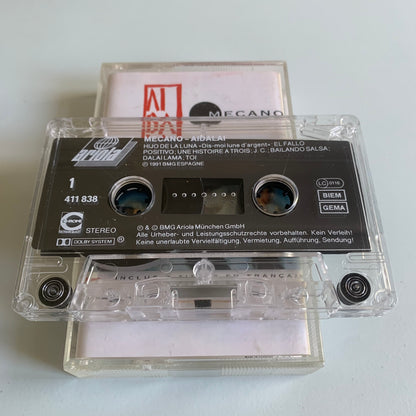 AI
DA
MECANO
MECANO - AIDALAI
HIJO DE LA LUNA «Dis-moi lune d'argent»· EL FALLO
POSITIVO; UNE HISTOIRE A TROIS; J. C.; BAILANDO SALSA;
DALAI LAMA; TOI
℗ 1991 BMG ESPAGNE
ariola
1
411 838
STEREO
DOLBY SYSTEM
LC 0116
BIEM
GEMA
℗ & © BMG Ariola München GmbH
Alle Urheber- und Leistungsschutzrechte vorbehalten. Kein Verleih!
Keine unerlaubte Vervielfältigung, Vermietung, Aufführung, Sendung!